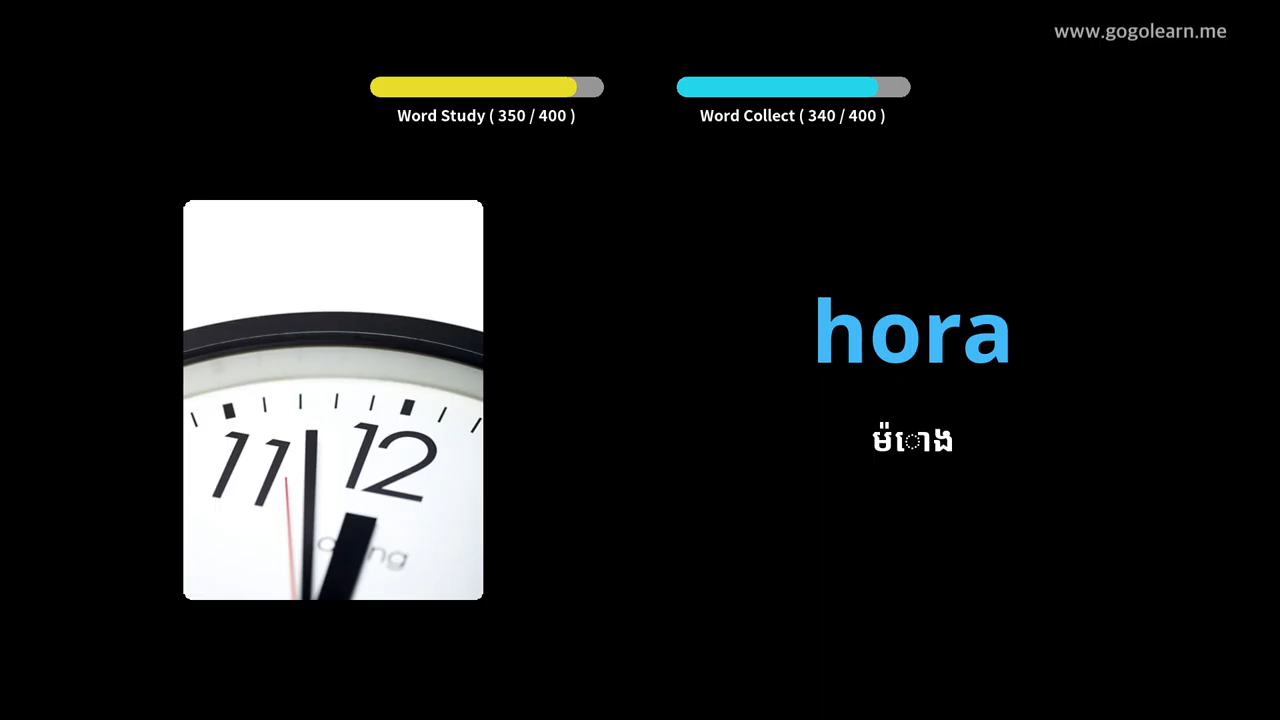 www.gogolearn.me
Word Study ( 350 / 400 )
Word Collect ( 340 / 400 )
11
12
hora
ម៉ោង